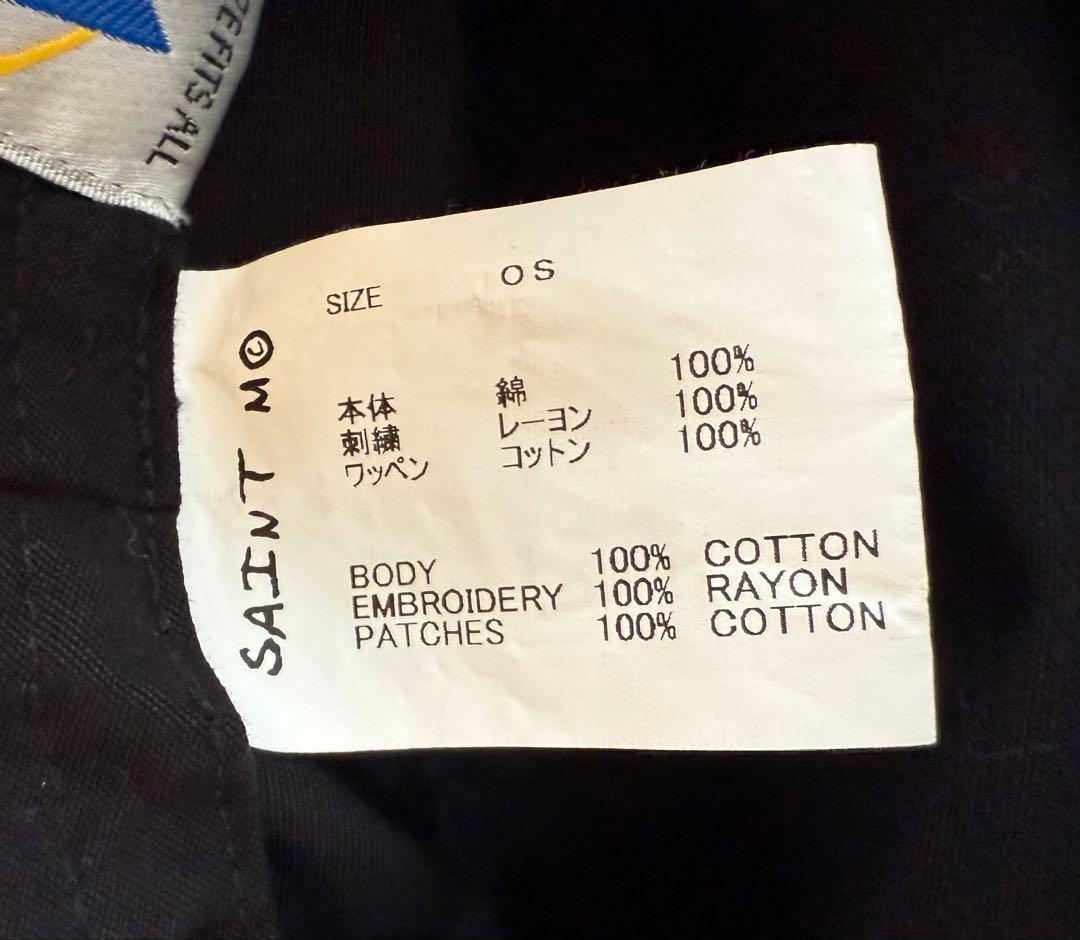 FITS ALL
SAINT M
SIZE OS
本体 綿 100%
刺繍 レーヨン 100%
ワッペン コットン 100%
BODY 100% COTTON
EMBROIDERY 100% RAYON
PATCHES 100% COTTON